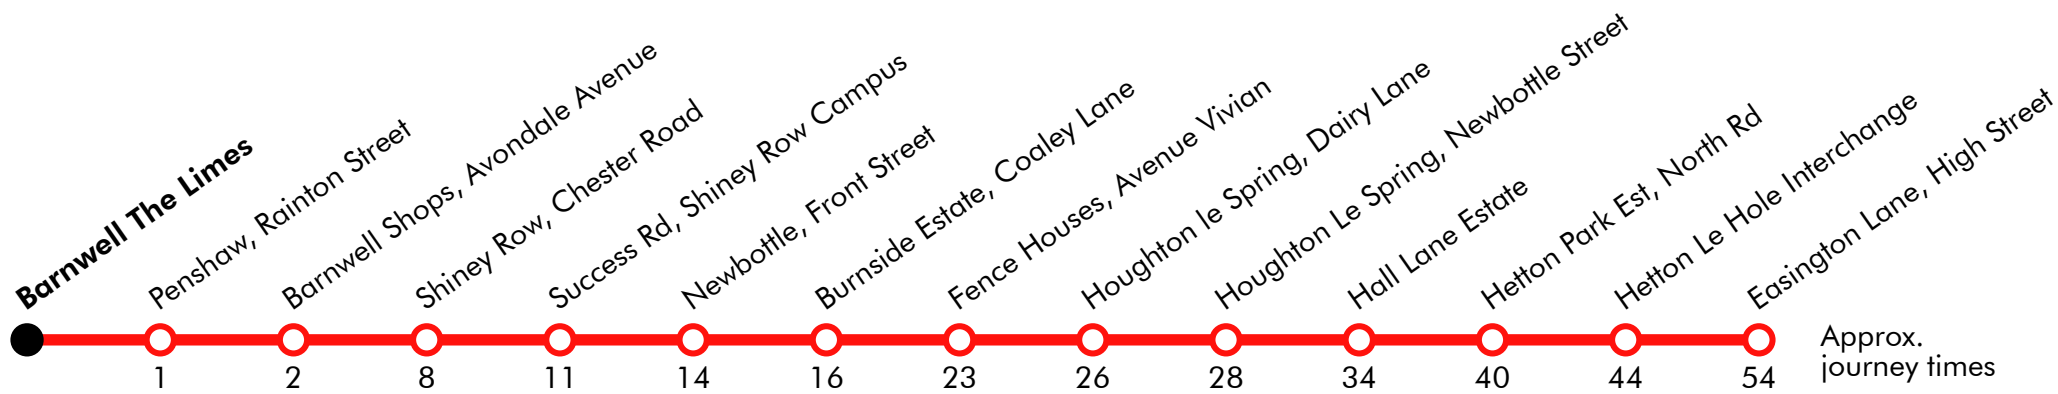 Barnwell The Limes
Penshaw, Rainton Street
Barnwell Shops, Avondale Avenue
Shiney Row, Chester Road
Success Rd, Shiney Row Campus
Newbottle, Front Street
Burnside Estate, Coaley Lane
Fence Houses, Avenue Vivian
Houghton le Spring, Dairy Lane
Houghton Le Spring, Newbottle Street
Hall Lane Estate
Hetton Park Est, North Rd
Hetton Le Hole Interchange
Easington Lane, High Street
1 2 8 11 14 16 23 26 28 34 40 44 54
Approx.
journey times